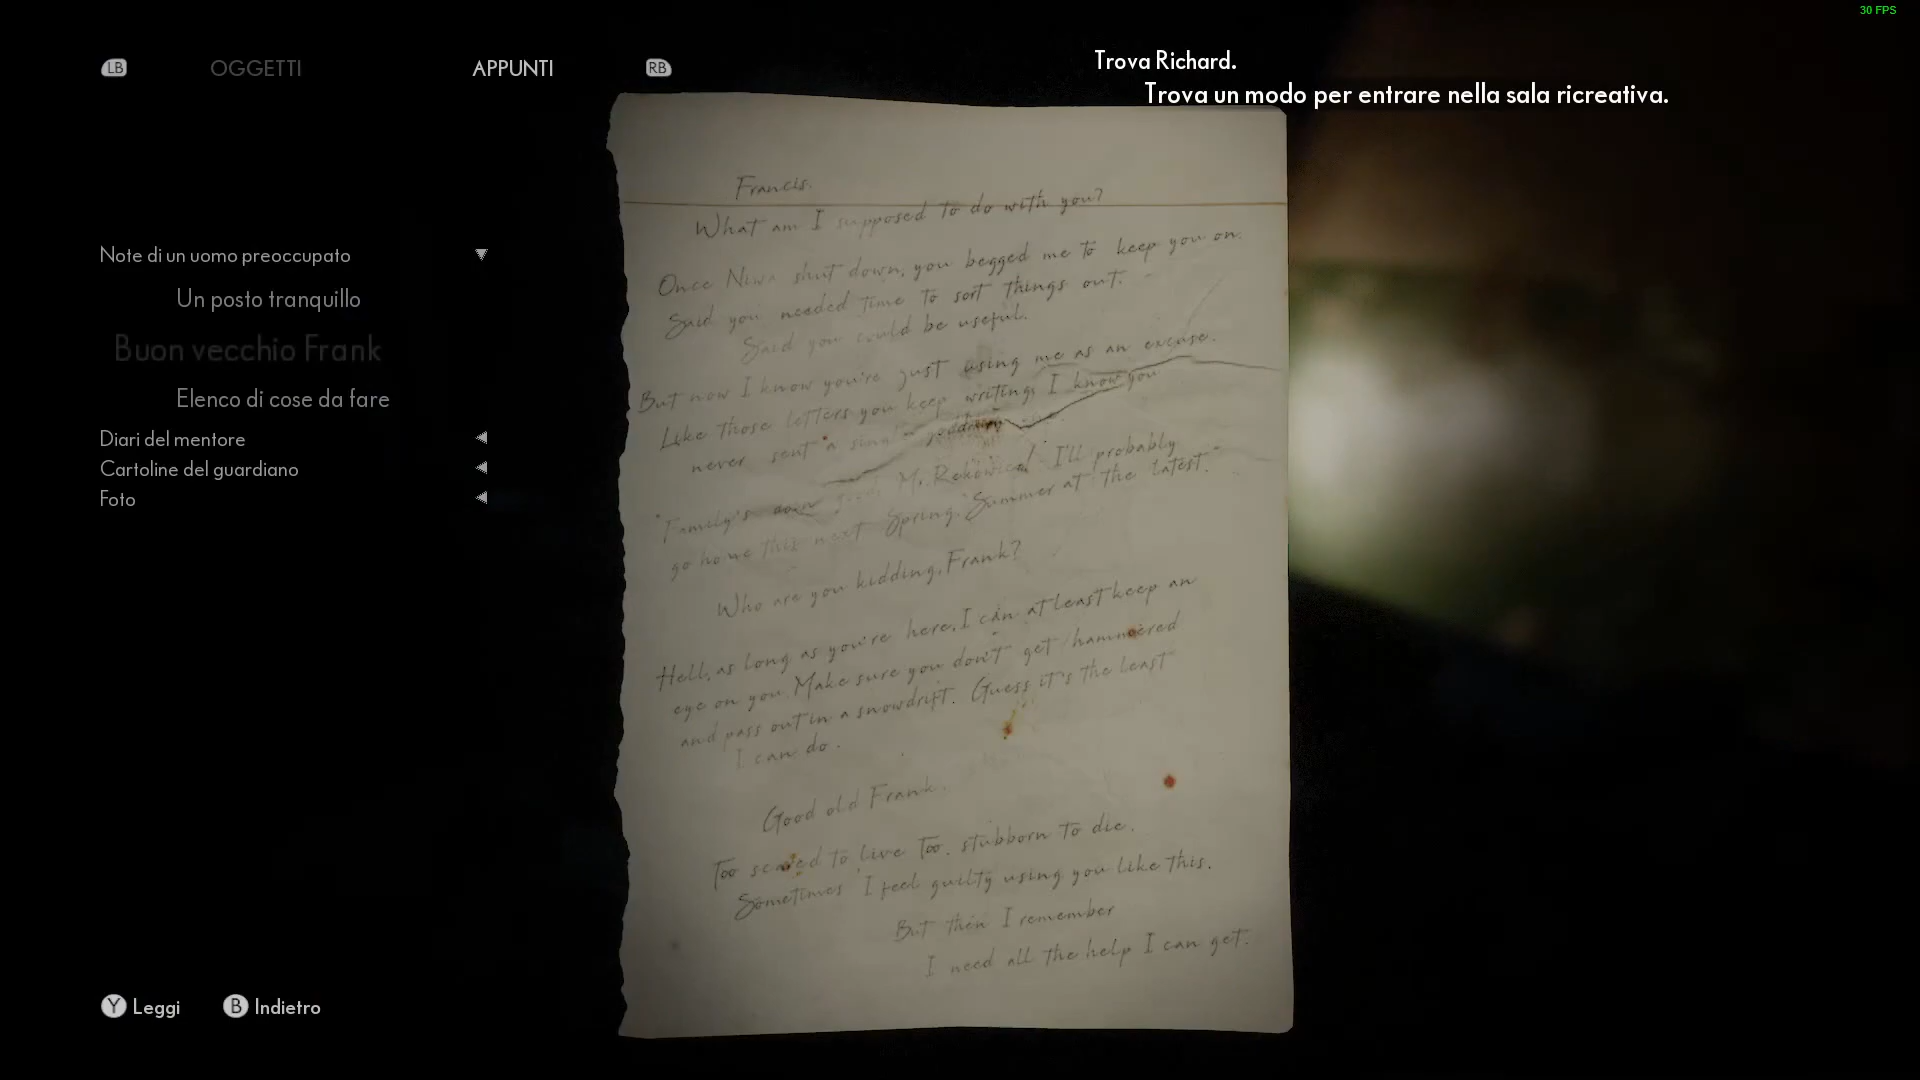 30 FPS
LB
OGGETTI
APPUNTI
RB
Trova Richard.
Trova un modo per entrare nella sala ricreativa.
Note di un uomo preoccupato
Un posto tranquillo
Buon vecchio Frank
Elenco di cose da fare
Diari del mentore
Cartoline del guardiano
Foto
Francis.
What am I supposed to do with you?
Once Niwa shut down, you begged me to keep you on.
Said you needed time to sort things out.
Said you could be useful.
But now I know you're just using me as an excuse.
Like those letters you keep writing, I know you
never sent a single goddamn one
"Family's doin' good, Mr. Rekowicz! I'll probably
go home this next Spring, Summer at the latest."
Who are you kidding, Frank?
Hell, as long as you're here, I can at least keep an
eye on you. Make sure you don't get hammered
and pass out in a snowdrift. Guess it's the least
I can do.
Good old Frank.
Too scared to live Too. stubborn to die.
Sometimes I feel guilty using you like this.
But then I remember
I need all the help I can get.
Y Leggi
B Indietro